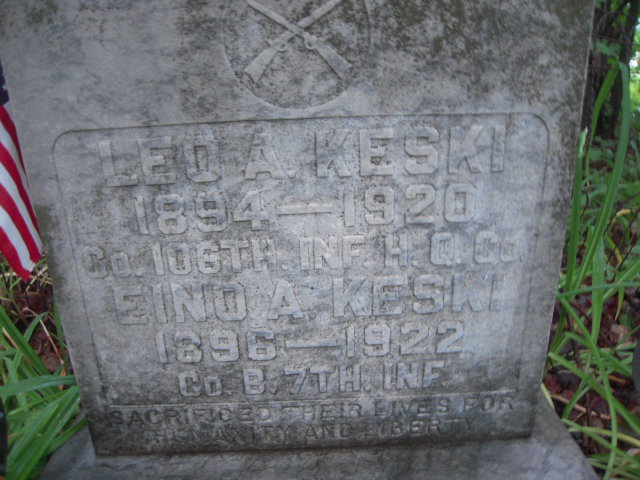 LEO A. KESKI
1894—1920
Co. 106TH. INF. H. Q. Co.
EINO A. KESKI
1896—1922
Co. B. 7TH. INF.
SACRIFICED THEIR LIVES FOR
HUMANITY AND LIBERTY